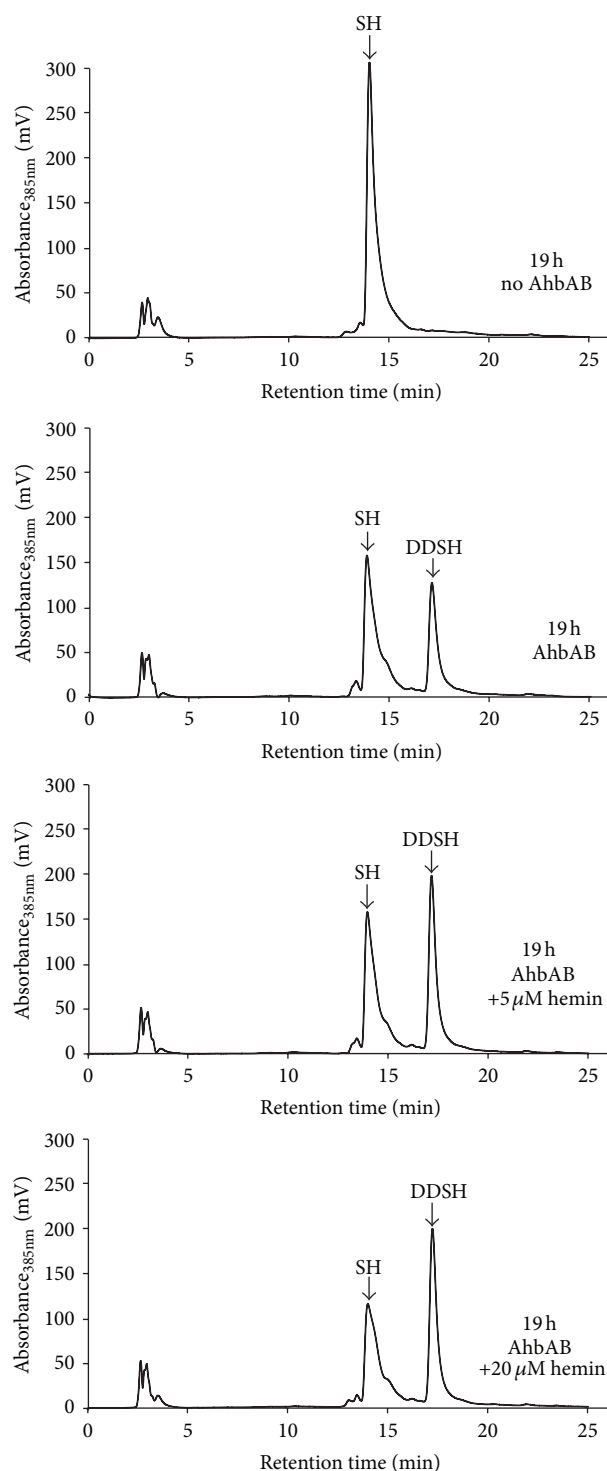 SH
300
250
200
150
100
50
0
Absorbance385nm (mV)
19 h
no AhbAB
0 5 10 15 20 25
Retention time (min)
300
250
200
150
100
50
0
Absorbance385nm (mV)
SH
DDSH
19 h
AhbAB
0 5 10 15 20 25
Retention time (min)
300
250
200
150
100
50
0
Absorbance385nm (mV)
SH
DDSH
19 h
AhbAB
+5 μM hemin
0 5 10 15 20 25
Retention time (min)
300
250
200
150
100
50
0
Absorbance385nm (mV)
SH
DDSH
19 h
AhbAB
+20 μM hemin
0 5 10 15 20 25
Retention time (min)